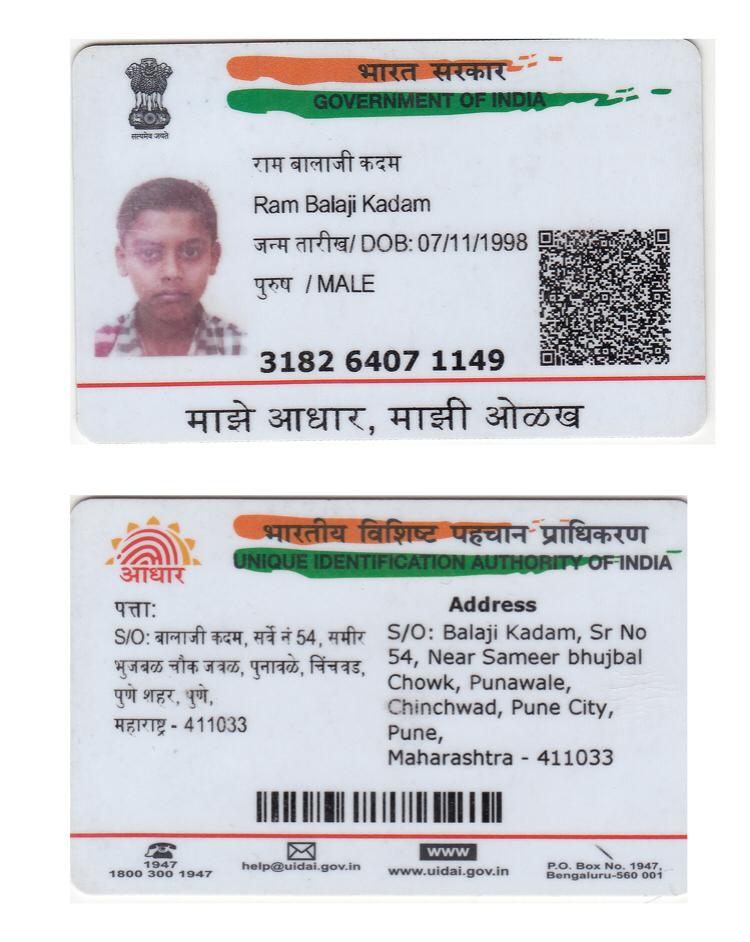 सत्यमेव जयते
भारत सरकार
GOVERNMENT OF INDIA
राम बालाजी कदम
Ram Balaji Kadam
जन्म तारीख/ DOB: 07/11/1998
पुरुष / MALE
3182 6407 1149
माझे आधार, माझी ओळख
आधार
भारतीय विशिष्ट पहचान प्राधिकरण
UNIQUE IDENTIFICATION AUTHORITY OF INDIA
पत्ता:
S/O: बालाजी कदम, सर्वे नं 54, समीर
भुजबळ चौक जवळ, पुनावळे, चिंचवड,
पुणे शहर, पुणे,
महाराष्ट्र - 411033
Address
S/O: Balaji Kadam, Sr No
54, Near Sameer bhujbal
Chowk, Punawale,
Chinchwad, Pune City,
Pune,
Maharashtra - 411033
1947
1800 300 1947
help@uidai.gov.in
WWW
www.uidai.gov.in
P.O. Box No. 1947,
Bengaluru-560 001